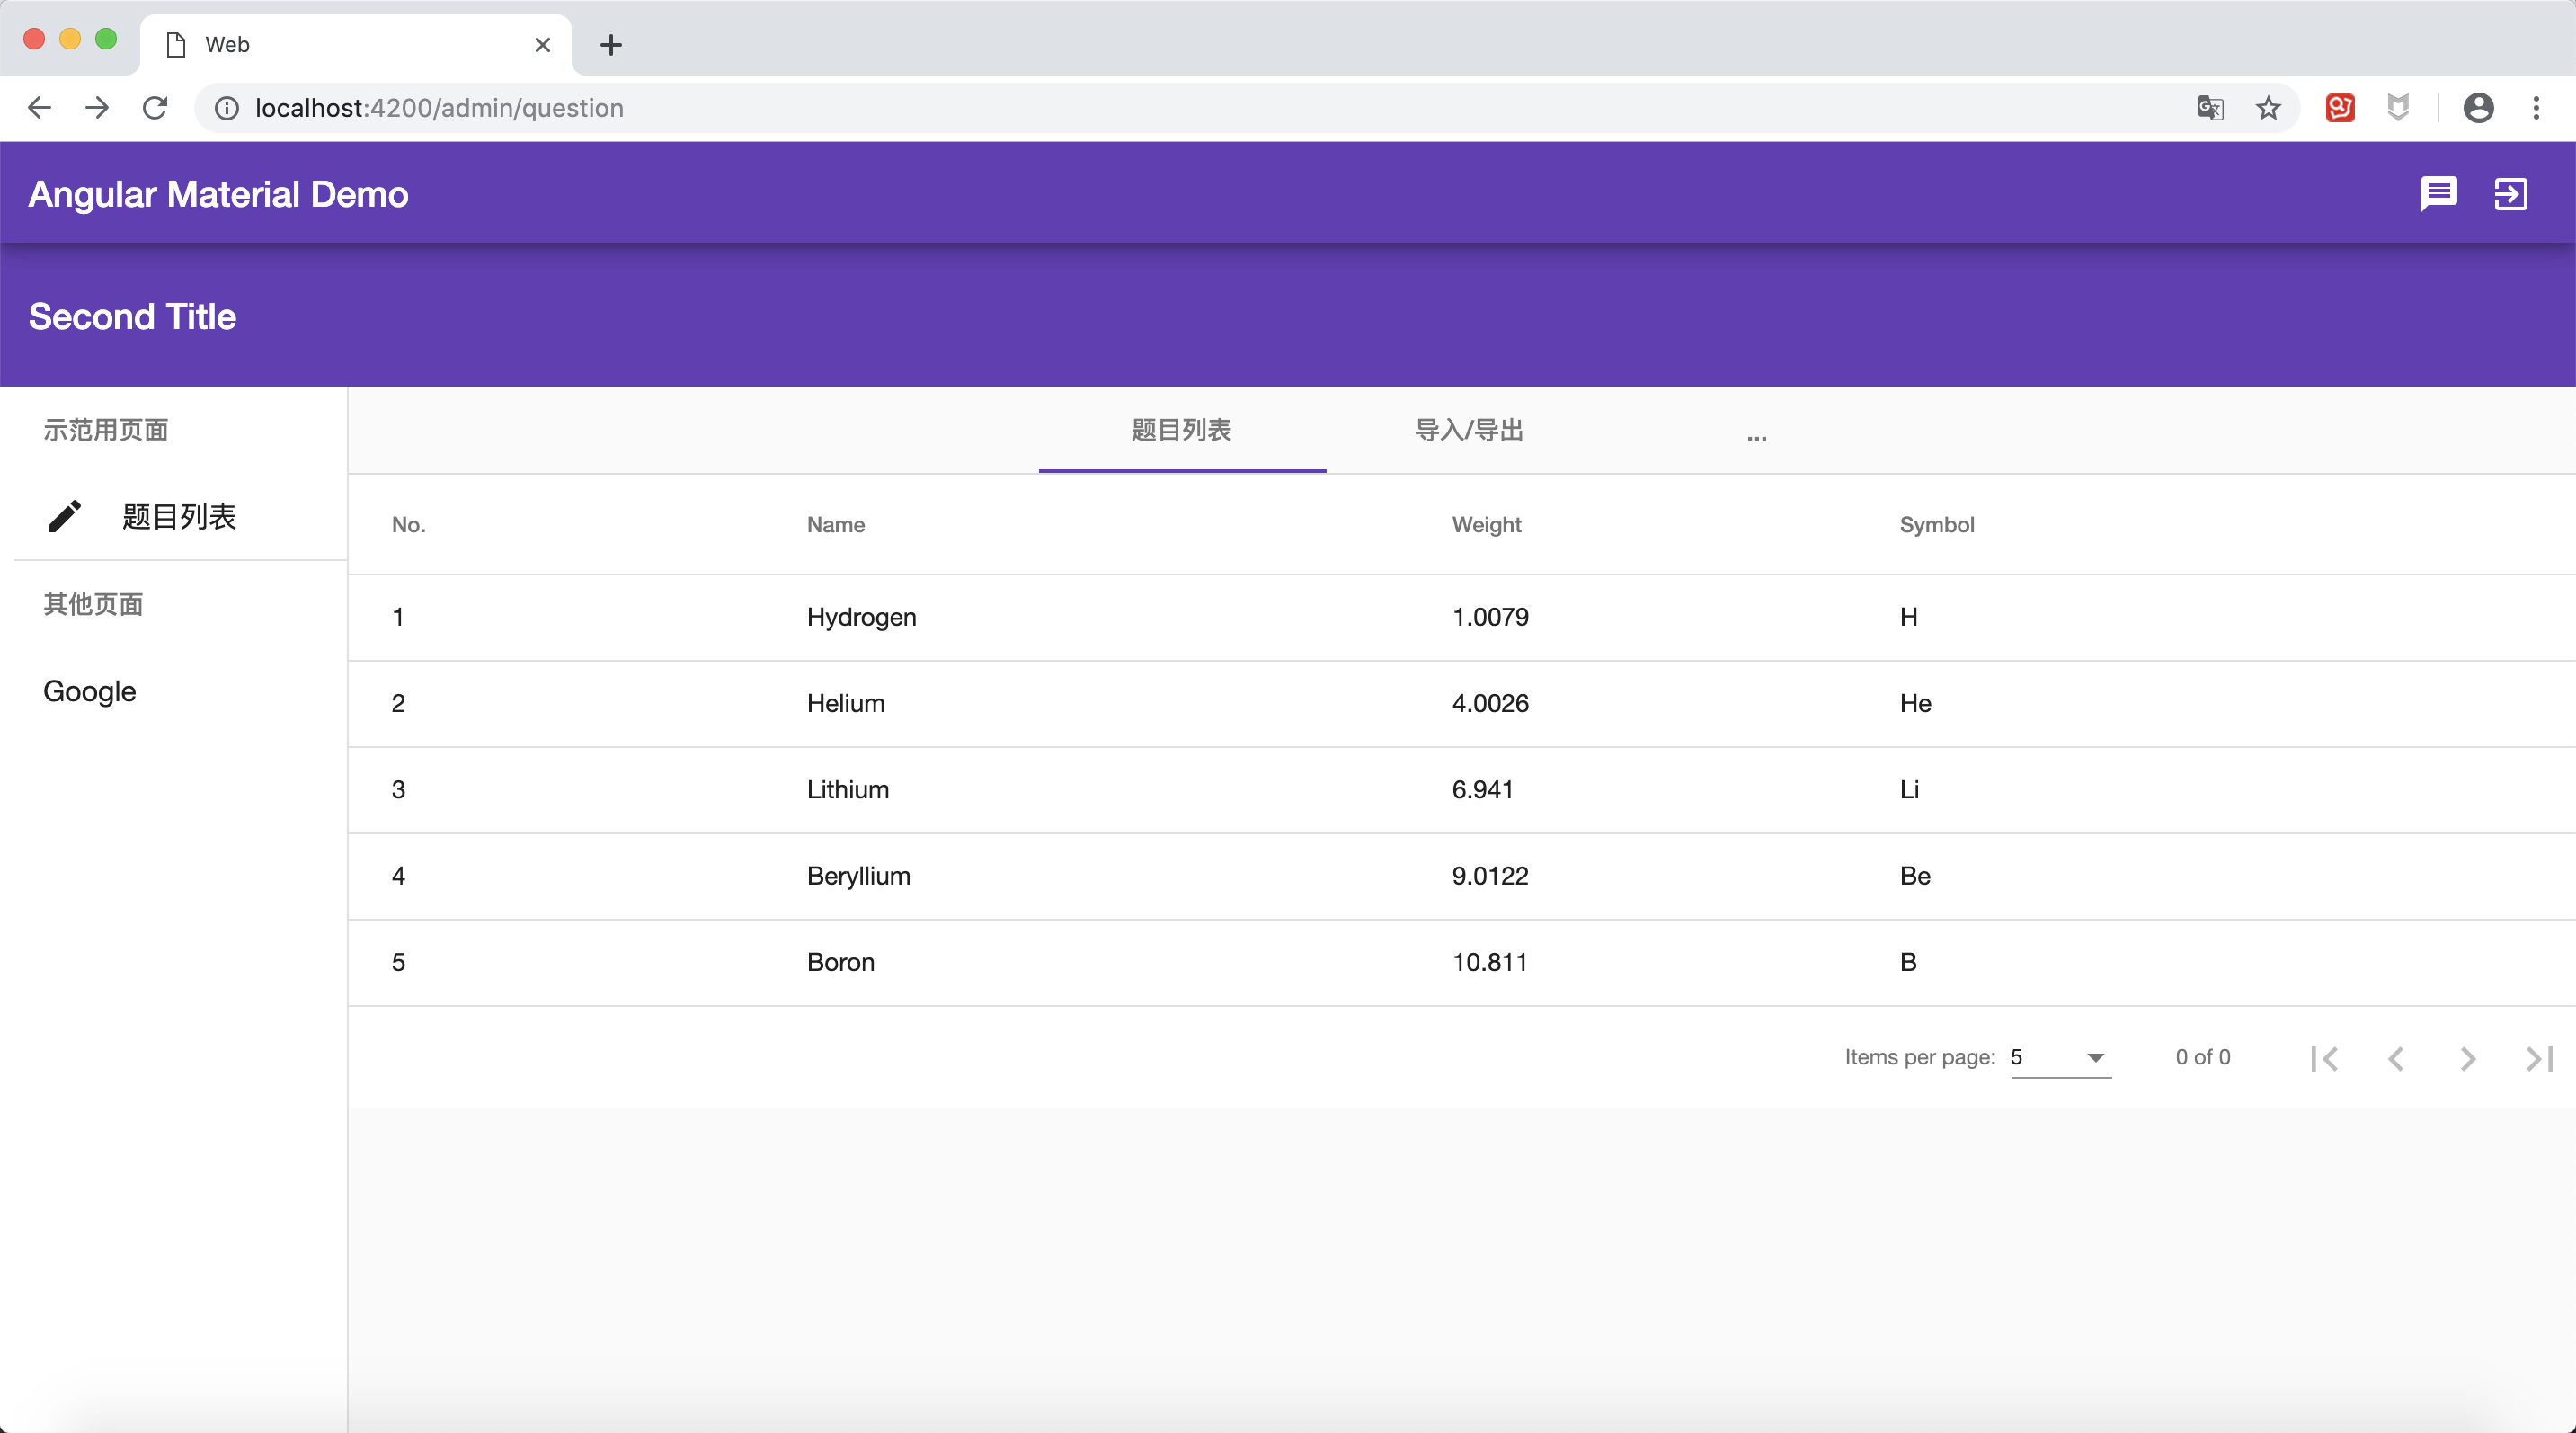 Web
localhost:4200/admin/question
Angular Material Demo
Second Title
示范用页面
题目列表
其他页面
Google
题目列表 导入/导出 ...
No. Name Weight Symbol
1 Hydrogen 1.0079 H
2 Helium 4.0026 He
3 Lithium 6.941 Li
4 Beryllium 9.0122 Be
5 Boron 10.811 B
Items per page: 5 0 of 0